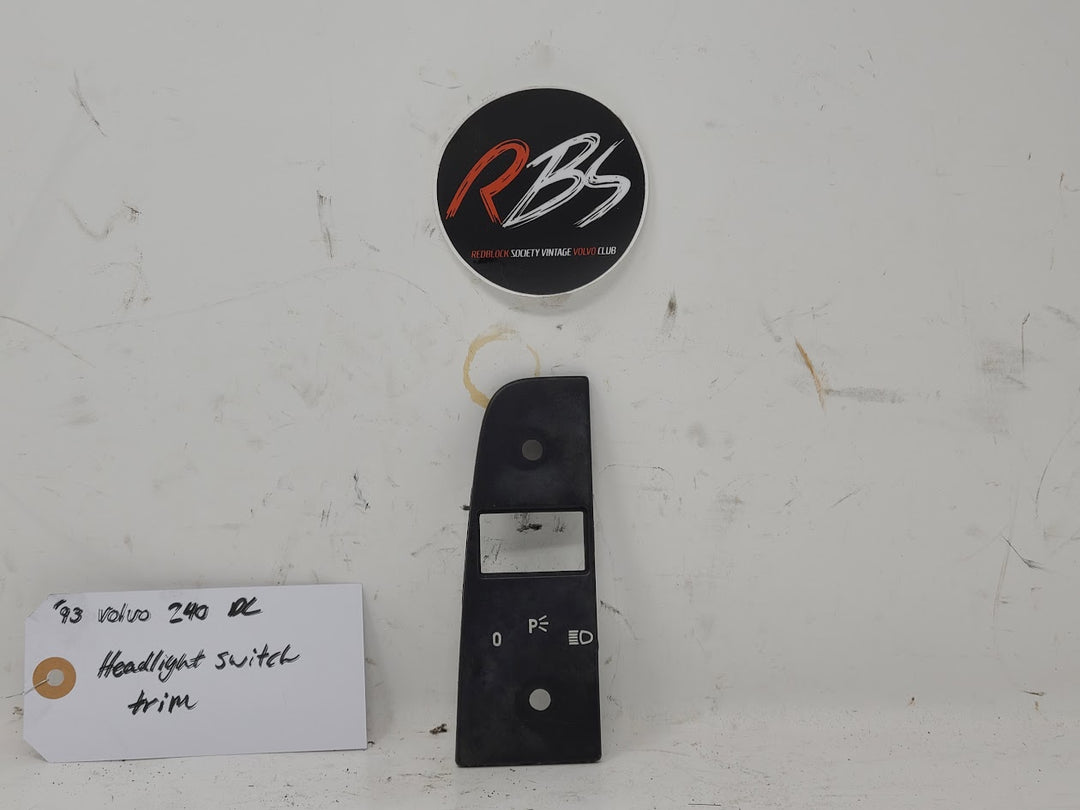 RBS
REDBLOCK SOCIETY VINTAGE VOLVO CLUB
0 P
'93 Volvo 240 DL
Headlight switch
trim